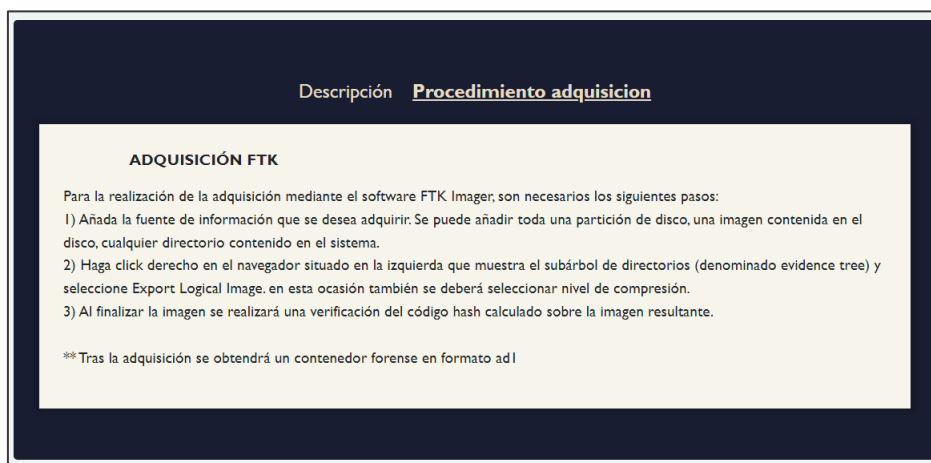 Descripción Procedimiento adquisicion
ADQUISICIÓN FTK
Para la realización de la adquisición mediante el software FTK Imager, son necesarios los siguientes pasos:
1) Añada la fuente de información que se desea adquirir. Se puede añadir toda una partición de disco, una imagen contenida en el
disco, cualquier directorio contenido en el sistema.
2) Haga click derecho en el navegador situado en la izquierda que muestra el subárbol de directorios (denominado evidence tree) y
seleccione Export Logical Image. en esta ocasión también se deberá seleccionar nivel de compresión.
3) Al finalizar la imagen se realizará una verificación del código hash calculado sobre la imagen resultante.
** Tras la adquisición se obtendrá un contenedor forense en formato ad1